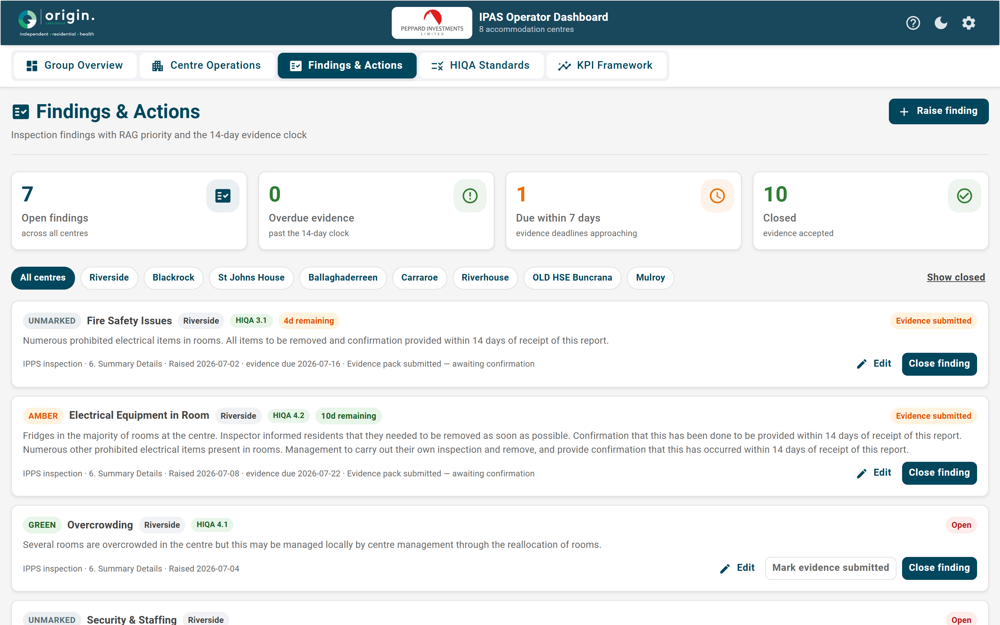 origin.
CARE GROUP
independent • residential • health
PEPPARD INVESTMENTS
LIMITED
IPAS Operator Dashboard
8 accommodation centres
Group Overview
Centre Operations
Findings & Actions
HIQA Standards
KPI Framework
Findings & Actions
Raise finding
Inspection findings with RAG priority and the 14-day evidence clock
7
Open findings
across all centres
0
Overdue evidence
past the 14-day clock
1
Due within 7 days
evidence deadlines approaching
10
Closed
evidence accepted
All centres
Riverside
Blackrock
St Johns House
Ballaghaderreen
Carraroe
Riverhouse
OLD HSE Buncrana
Mulroy
Show closed
UNMARKED Fire Safety Issues Riverside HIQA 3.1 4d remaining Evidence submitted
Numerous prohibited electrical items in rooms. All items to be removed and confirmation provided within 14 days of receipt of this report.
IPPS inspection · 6. Summary Details · Raised 2026-07-02 · evidence due 2026-07-16 · Evidence pack submitted — awaiting confirmation
Edit Close finding
AMBER Electrical Equipment in Room Riverside HIQA 4.2 10d remaining Evidence submitted
Fridges in the majority of rooms at the centre. Inspector informed residents that they needed to be removed as soon as possible. Confirmation that this has been done to be provided within 14 days of receipt of this report.
Numerous other prohibited electrical items present in rooms. Management to carry out their own inspection and remove, and provide confirmation that this has occurred within 14 days of receipt of this report.
IPPS inspection · 6. Summary Details · Raised 2026-07-08 · evidence due 2026-07-22 · Evidence pack submitted — awaiting confirmation
Edit Close finding
GREEN Overcrowding Riverside HIQA 4.1 Open
Several rooms are overcrowded in the centre but this may be managed locally by centre management through the reallocation of rooms.
IPPS inspection · 6. Summary Details · Raised 2026-07-04
Edit Mark evidence submitted Close finding
UNMARKED Security & Staffing Riverside Open